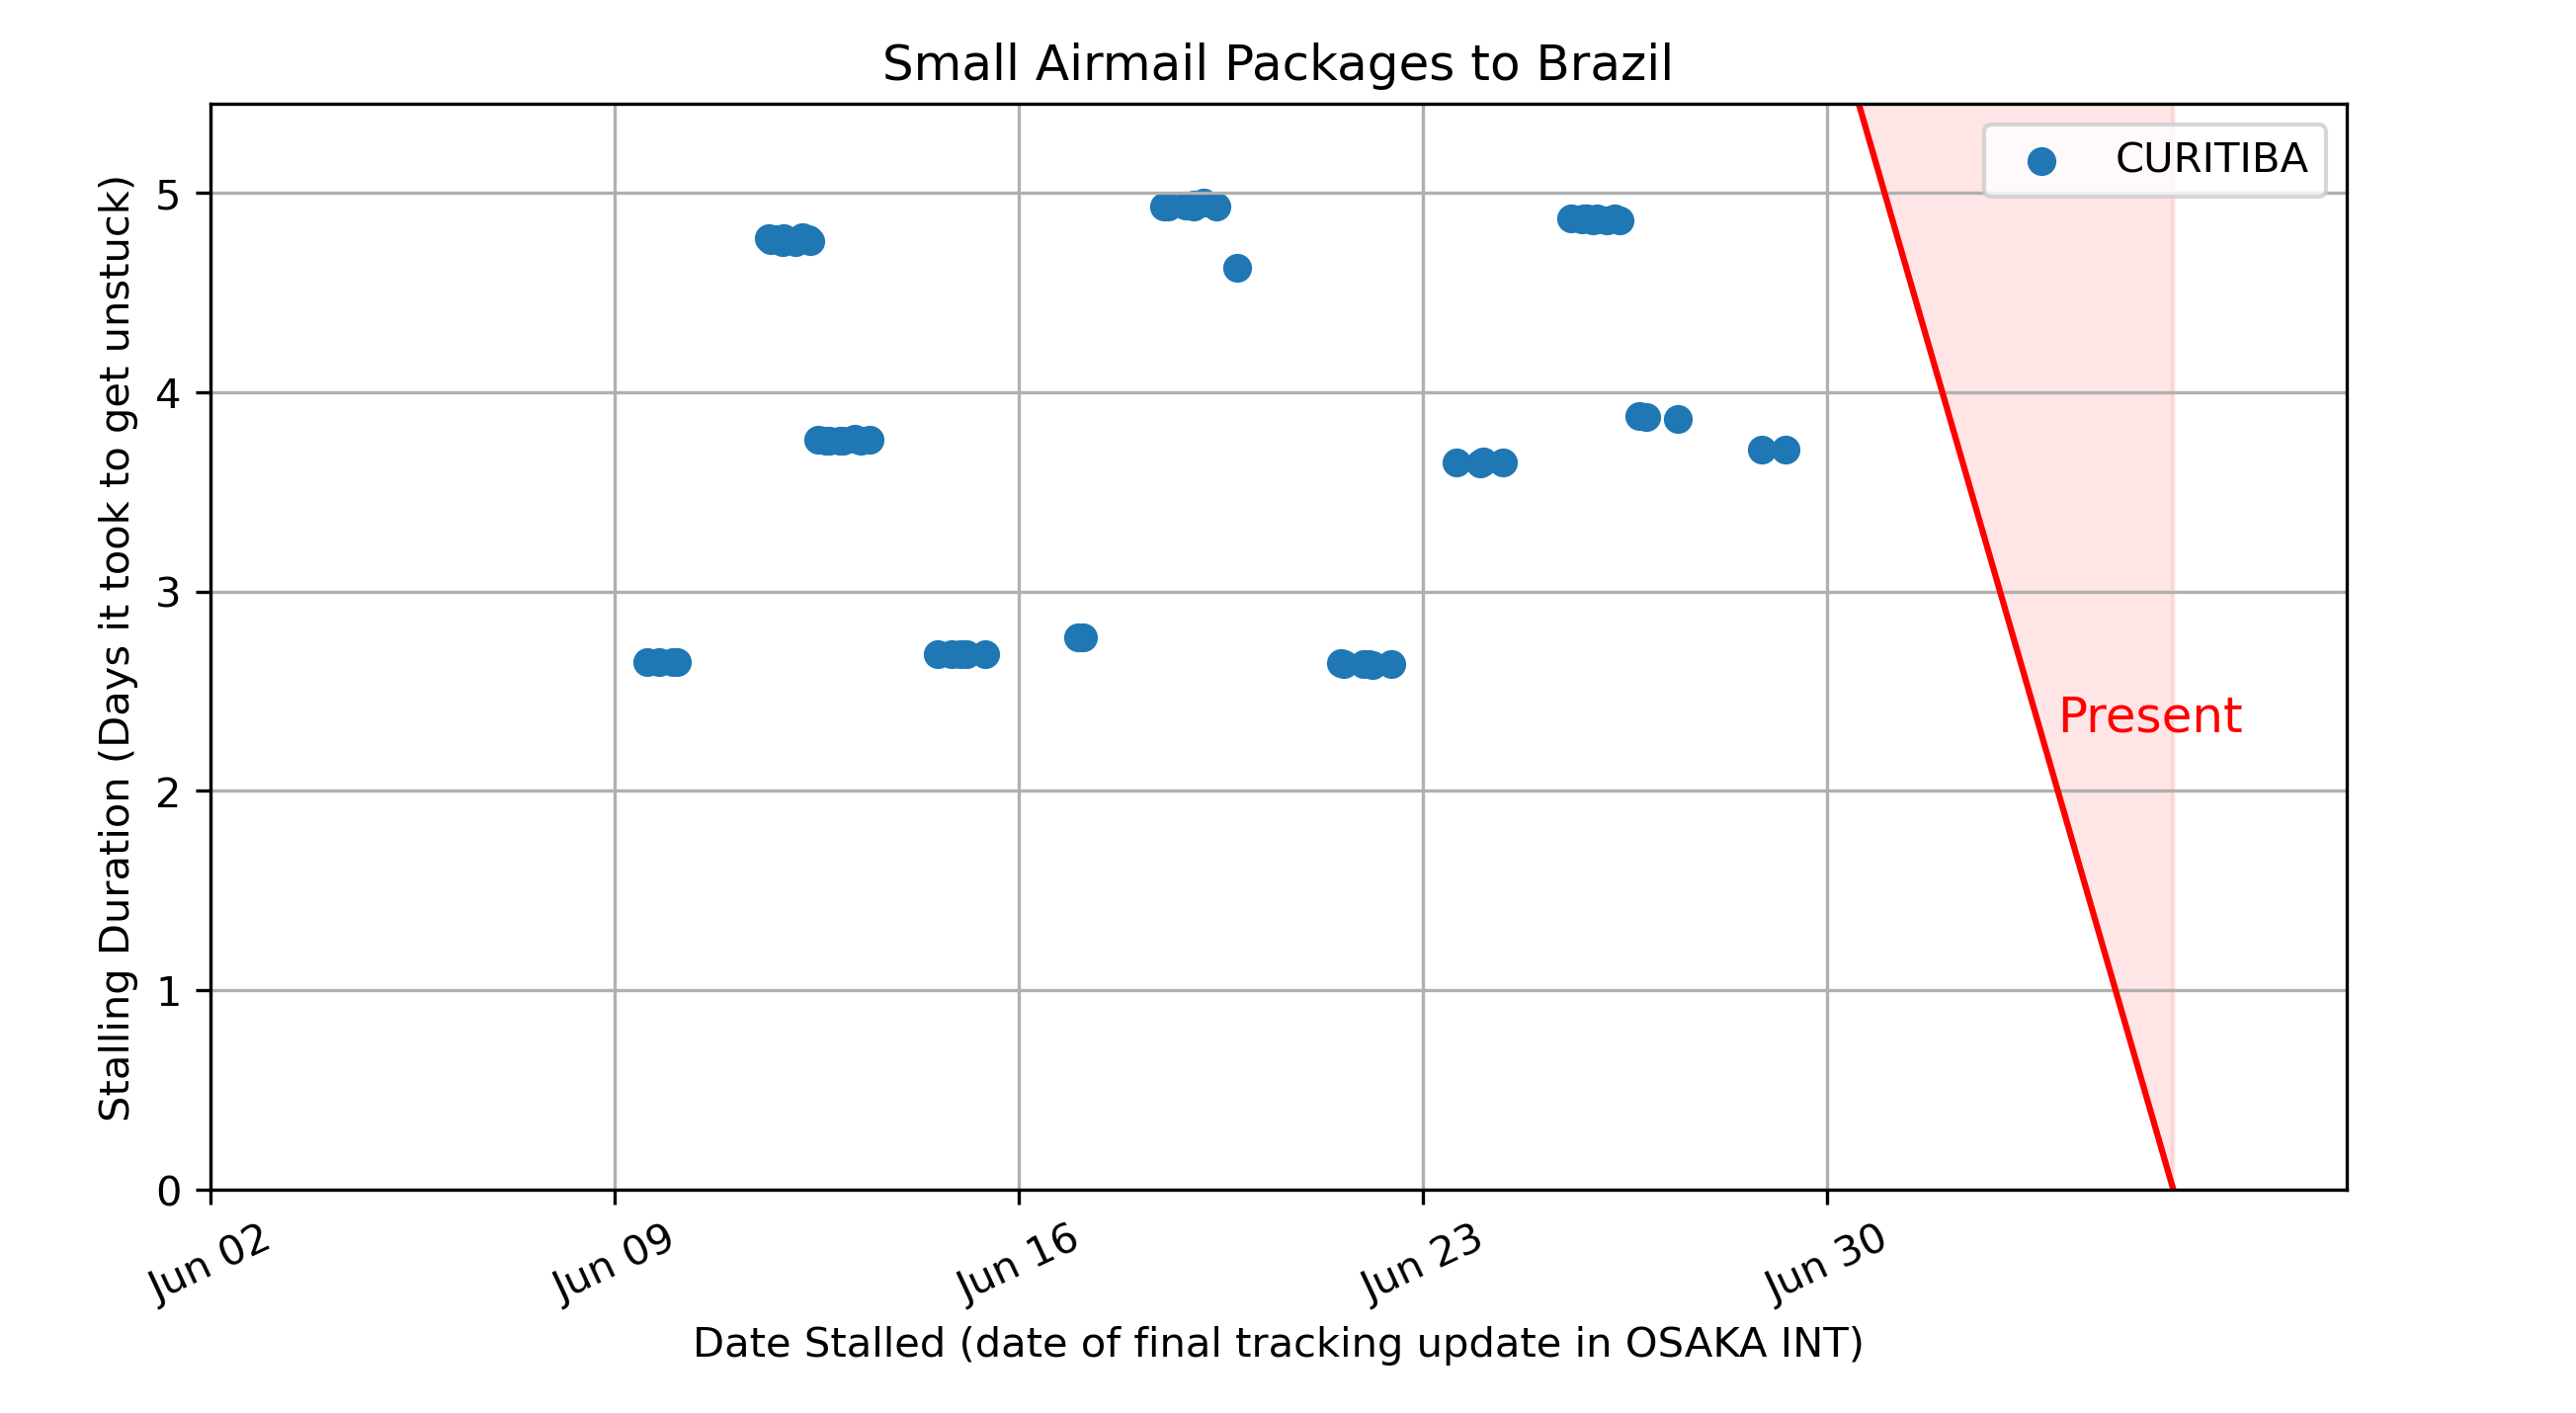 Small Airmail Packages to Brazil
CURITIBA
Stalling Duration (Days it took to get unstuck)
5
4
3
2
1
0
Present
Jun 02
Jun 09
Jun 16
Jun 23
Jun 30
Date Stalled (date of final tracking update in OSAKA INT)